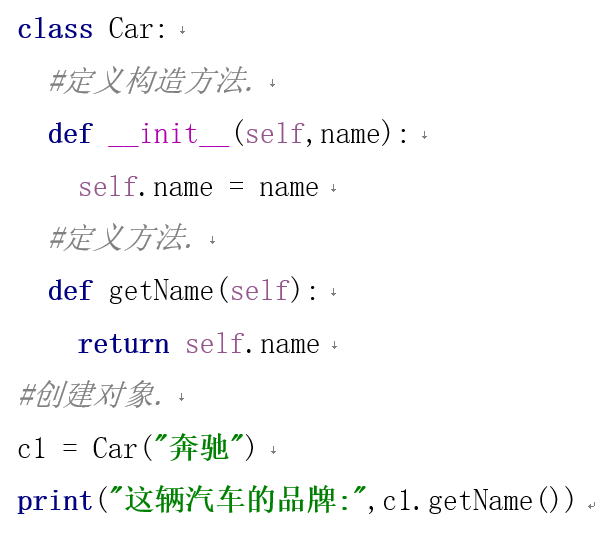 class Car:
#定义构造方法.
def __init__(self,name):
self.name = name
#定义方法.
def getName(self):
return self.name
#创建对象.
c1 = Car("奔驰")
print("这辆汽车的品牌:",c1.getName())